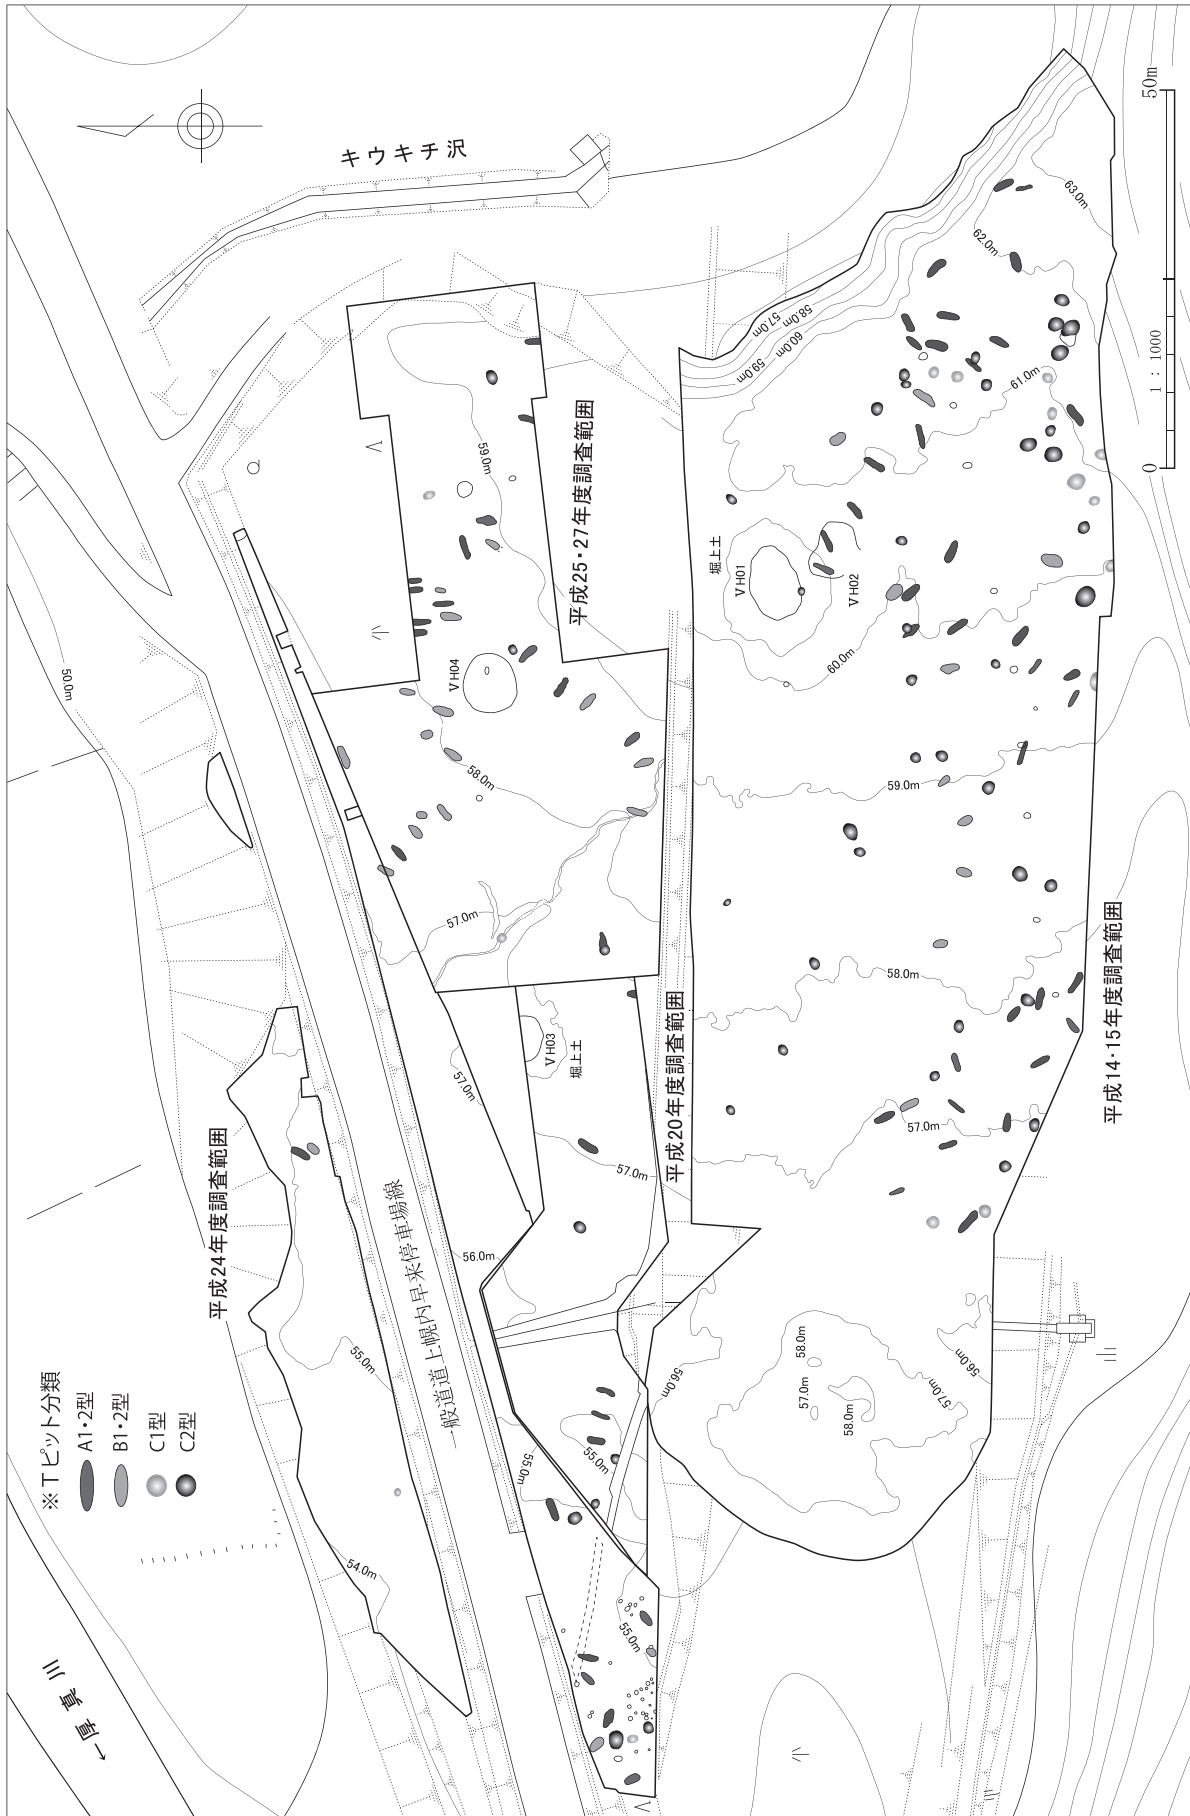 キウキチ沢
50m
1 : 1000
0
63.0m
62.0m
57.0m
58.0m
60.0m
59.0m
61.0m
59.0m
平成25・27年度調査範囲
掘上土
VH01
VH02
60.0m
50.0m
VH04
58.0m
59.0m
57.0m
58.0m
平成14・15年度調査範囲
平成20年度調査範囲
VH03
掘上土
57.0m
57.0m
57.0m
平成24年度調査範囲
一般道道上幌内早来停車場線
56.0m
55.0m
56.0m
58.0m
57.0m
58.0m
57.0m
56.0m
55.0m
55.0m
54.0m
55.0m
※Tピット分類
A1・2型
B1・2型
C1型
C2型
←厚真川